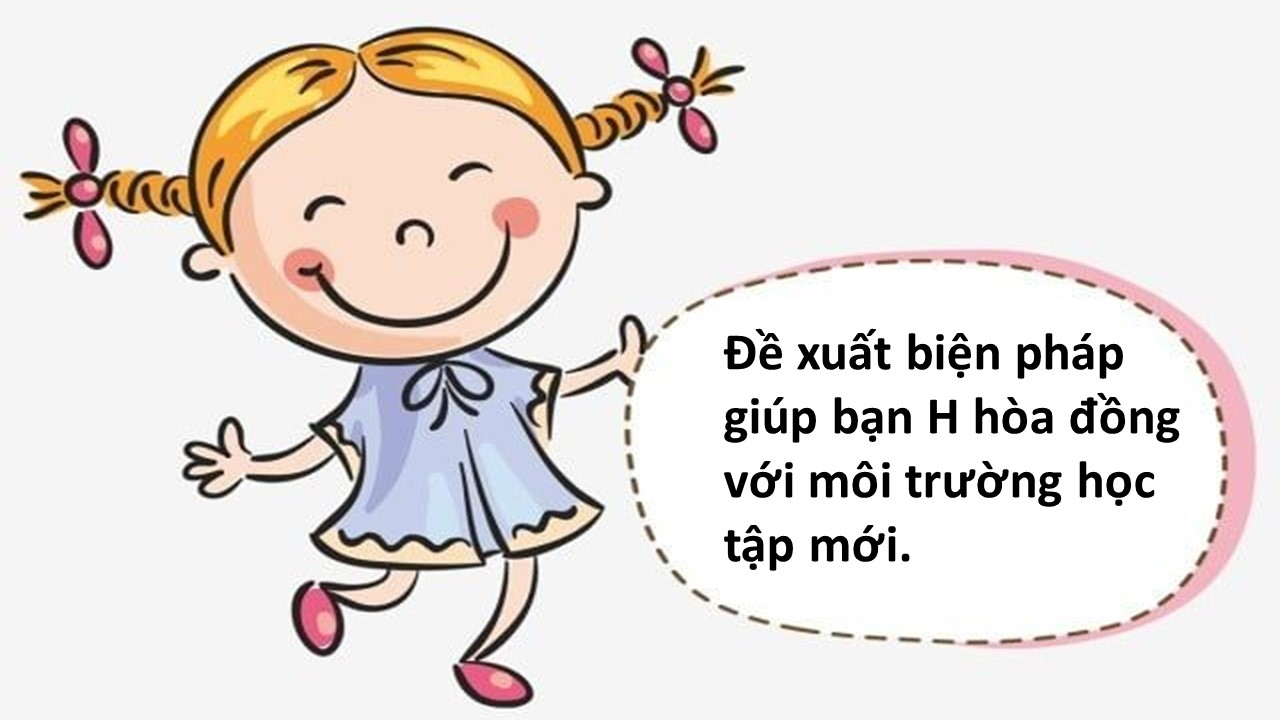 Đề xuất biện pháp
giúp bạn H hòa đồng
với môi trường học
tập mới.